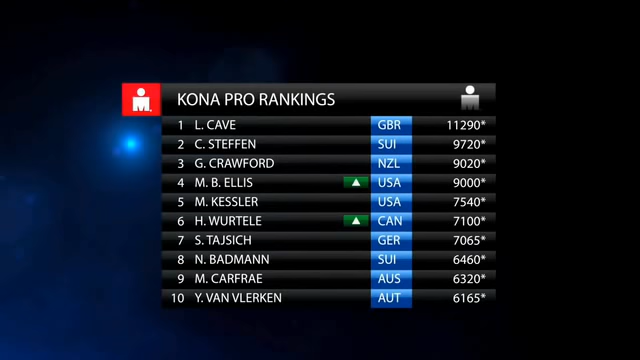 KONA PRO RANKINGS
1 L. CAVE GBR 11290*
2 C. STEFFEN SUI 9720*
3 G. CRAWFORD NZL 9020*
4 M. B. ELLIS USA 9000*
5 M. KESSLER USA 7540*
6 H. WURTELE CAN 7100*
7 S. TAJSICH GER 7065*
8 N. BADMANN SUI 6460*
9 M. CARFRAE AUS 6320*
10 Y. VAN VLERKEN AUT 6165*